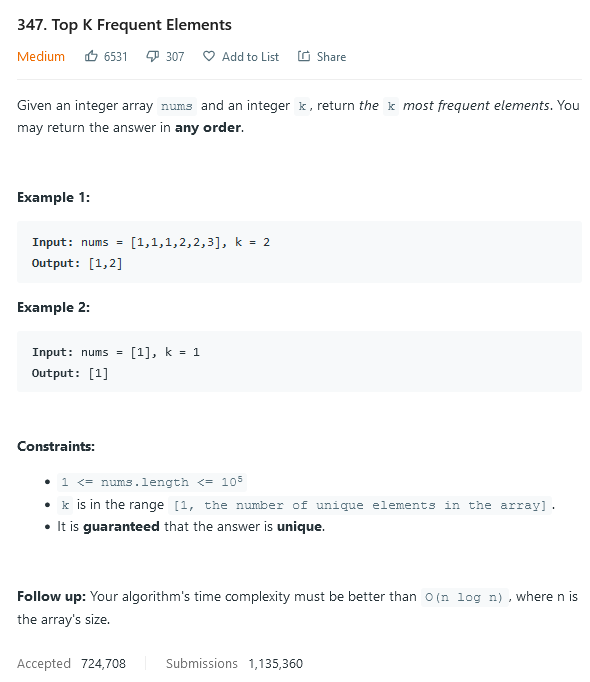 347. Top K Frequent Elements
Medium 6531 307 Add to List Share
Given an integer array nums and an integer k, return the k most frequent elements. You
may return the answer in any order.
Example 1:
Input: nums = [1,1,1,2,2,3], k = 2
Output: [1,2]
Example 2:
Input: nums = [1], k = 1
Output: [1]
Constraints:
• 1 <= nums.length <= 10⁵
• k is in the range [1, the number of unique elements in the array].
• It is guaranteed that the answer is unique.
Follow up: Your algorithm's time complexity must be better than O(n log n), where n is
the array's size.
Accepted 724,708 Submissions 1,135,360